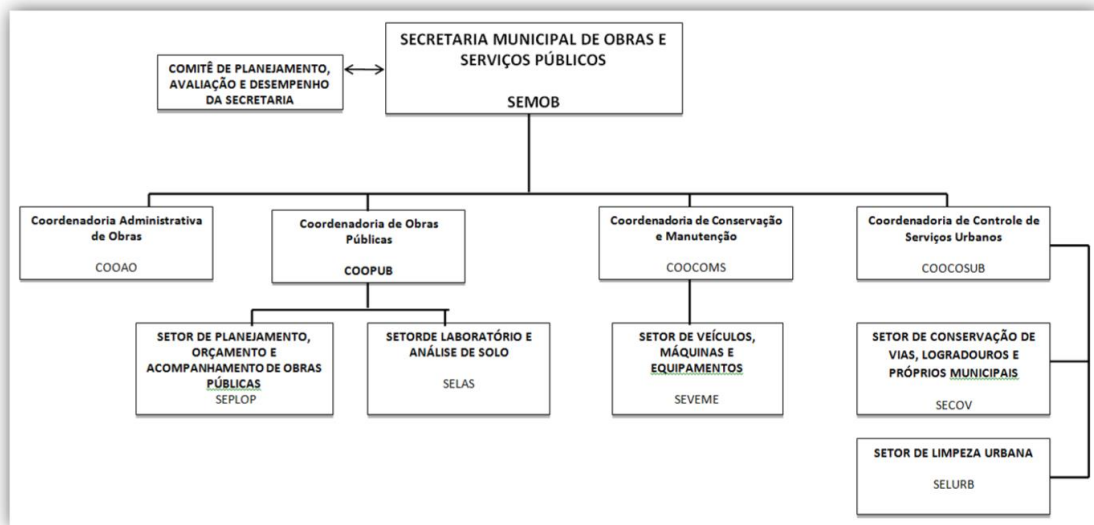 SECRETARIA MUNICIPAL DE OBRAS E
SERVIÇOS PÚBLICOS
SEMOB
COMITÊ DE PLANEJAMENTO,
AVALIAÇÃO E DESEMPENHO
DA SECRETARIA
Coordenadoria Administrativa
de Obras
COOAO
Coordenadoria de Obras
Públicas
COOPUB
Coordenadoria de Conservação
e Manutenção
COOCOMS
Coordenadoria de Controle de
Serviços Urbanos
COOCOSUB
SETOR DE PLANEJAMENTO,
ORÇAMENTO E
ACOMPANHAMENTO DE OBRAS
PÚBLICAS
SEPLOP
SETORDE LABORATÓRIO E
ANÁLISE DE SOLO
SELAS
SETOR DE VEÍCULOS,
MÁQUINAS E
EQUIPAMENTOS
SEVEME
SETOR DE CONSERVAÇÃO DE
VIAS, LOGRADOUROS E
PRÓPRIOS MUNICIPAIS
SECOV
SETOR DE LIMPEZA URBANA
SELURB